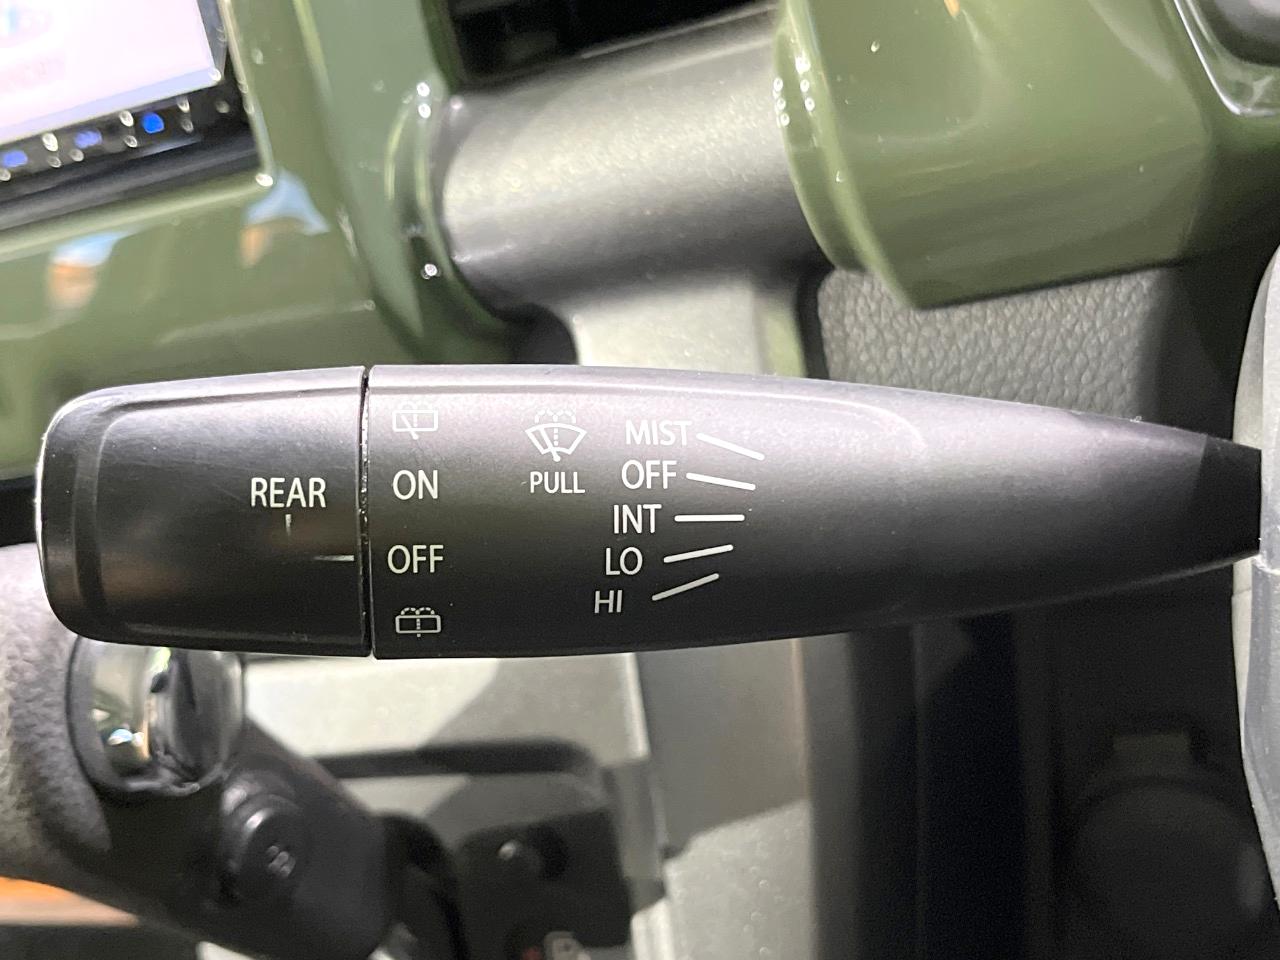 REAR
ON
OFF
PULL
MIST
OFF
INT
LO
HI